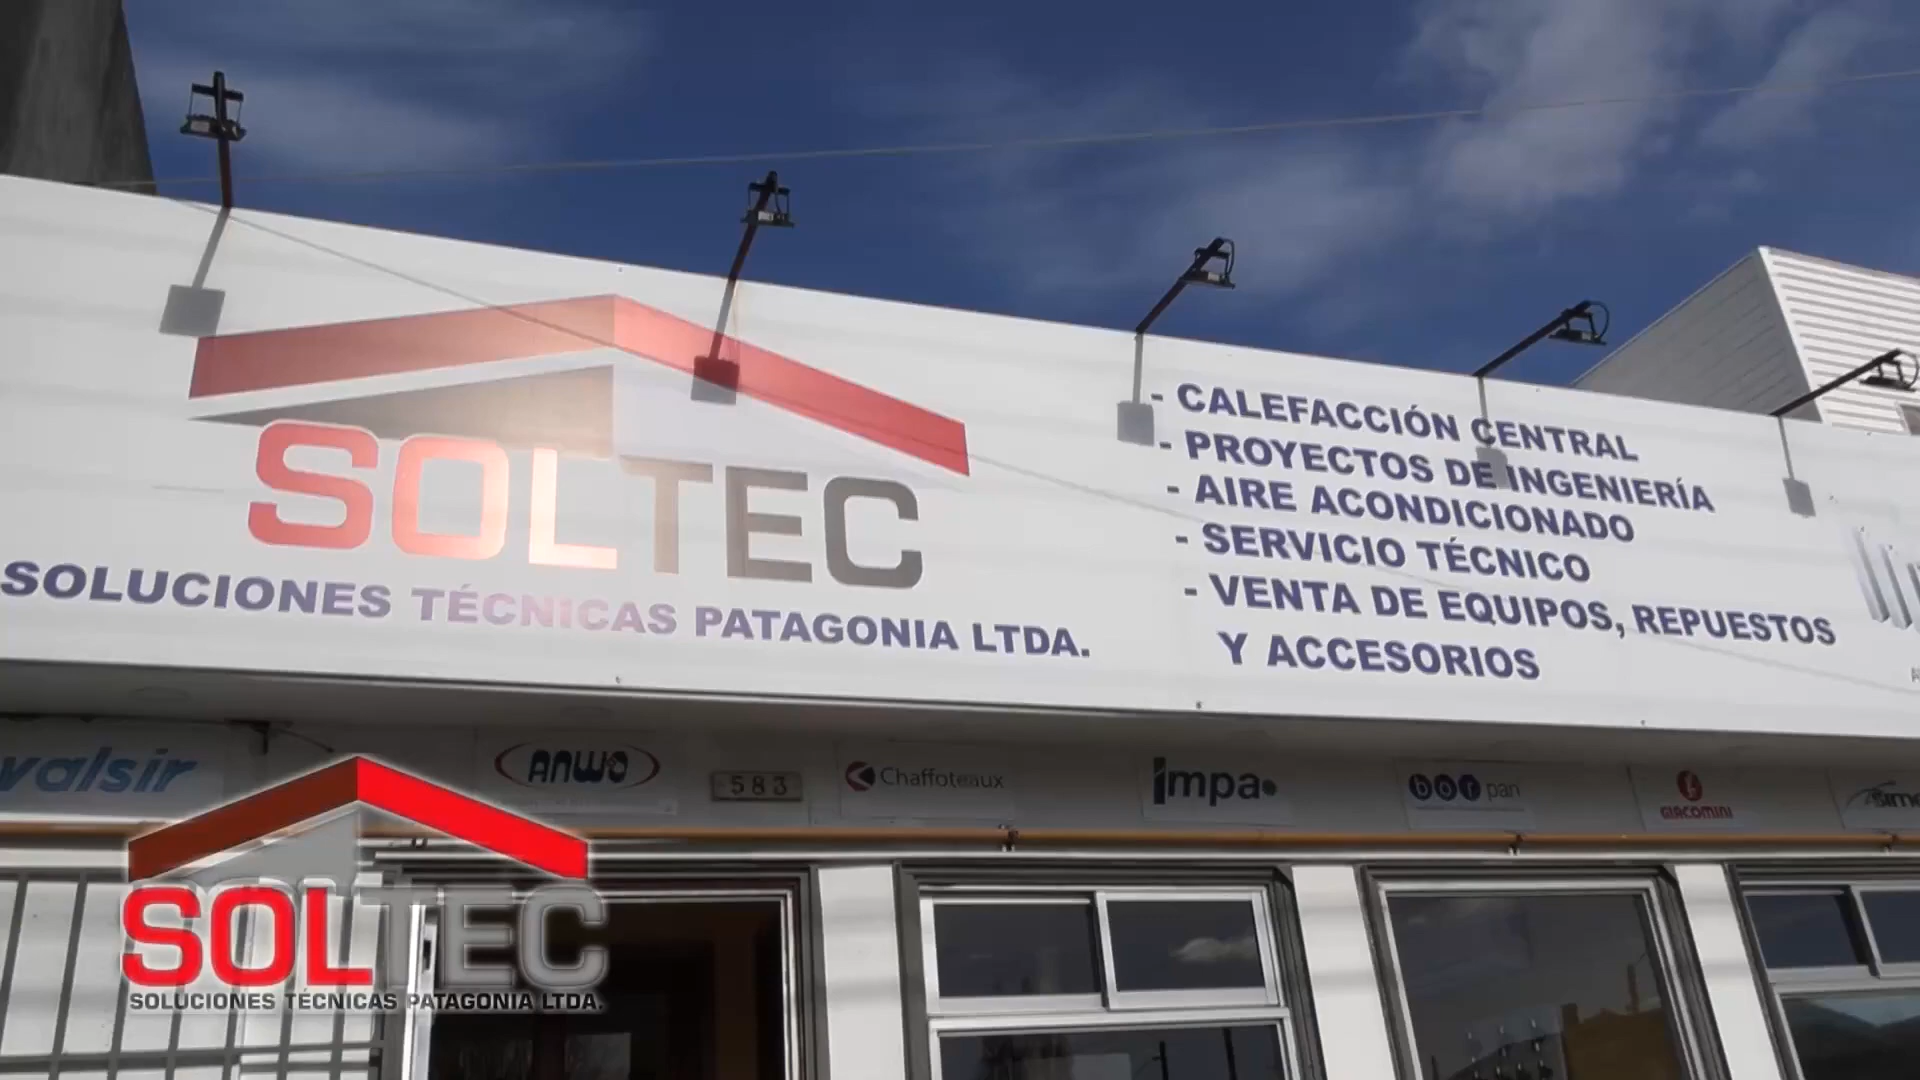 SOLTEC
SOLUCIONES TÉCNICAS PATAGONIA LTDA.
- CALEFACCIÓN CENTRAL
- PROYECTOS DE INGENIERÍA
- AIRE ACONDICIONADO
- SERVICIO TÉCNICO
- VENTA DE EQUIPOS, REPUESTOS
Y ACCESORIOS
valsir
ANWO
583
Chaffoteaux
impa
bor pan
GIACOMINI
SOLTEC
SOLUCIONES TÉCNICAS PATAGONIA LTDA.